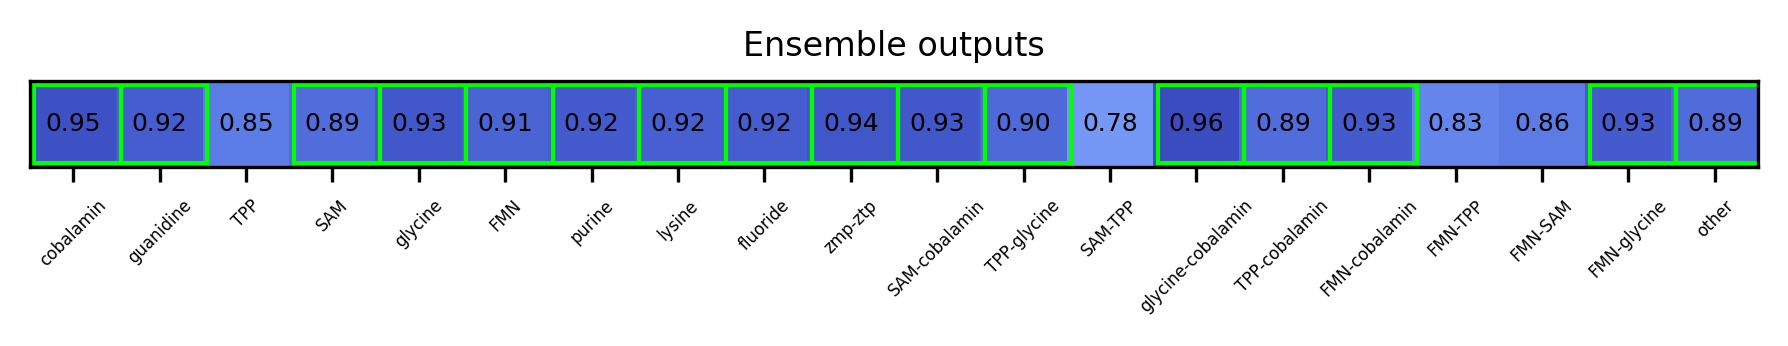 Ensemble outputs
0.95 0.92 0.85 0.89 0.93 0.91 0.92 0.92 0.92 0.94 0.93 0.90 0.78 0.96 0.89 0.93 0.83 0.86 0.93 0.89
cobalamin
guanidine
TPP
SAM
glycine
FMN
purine
lysine
fluoride
zmp-ztp
SAM-cobalamin
TPP-glycine
SAM-TPP
glycine-cobalamin
TPP-cobalamin
FMN-cobalamin
FMN-TPP
FMN-SAM
FMN-glycine
other